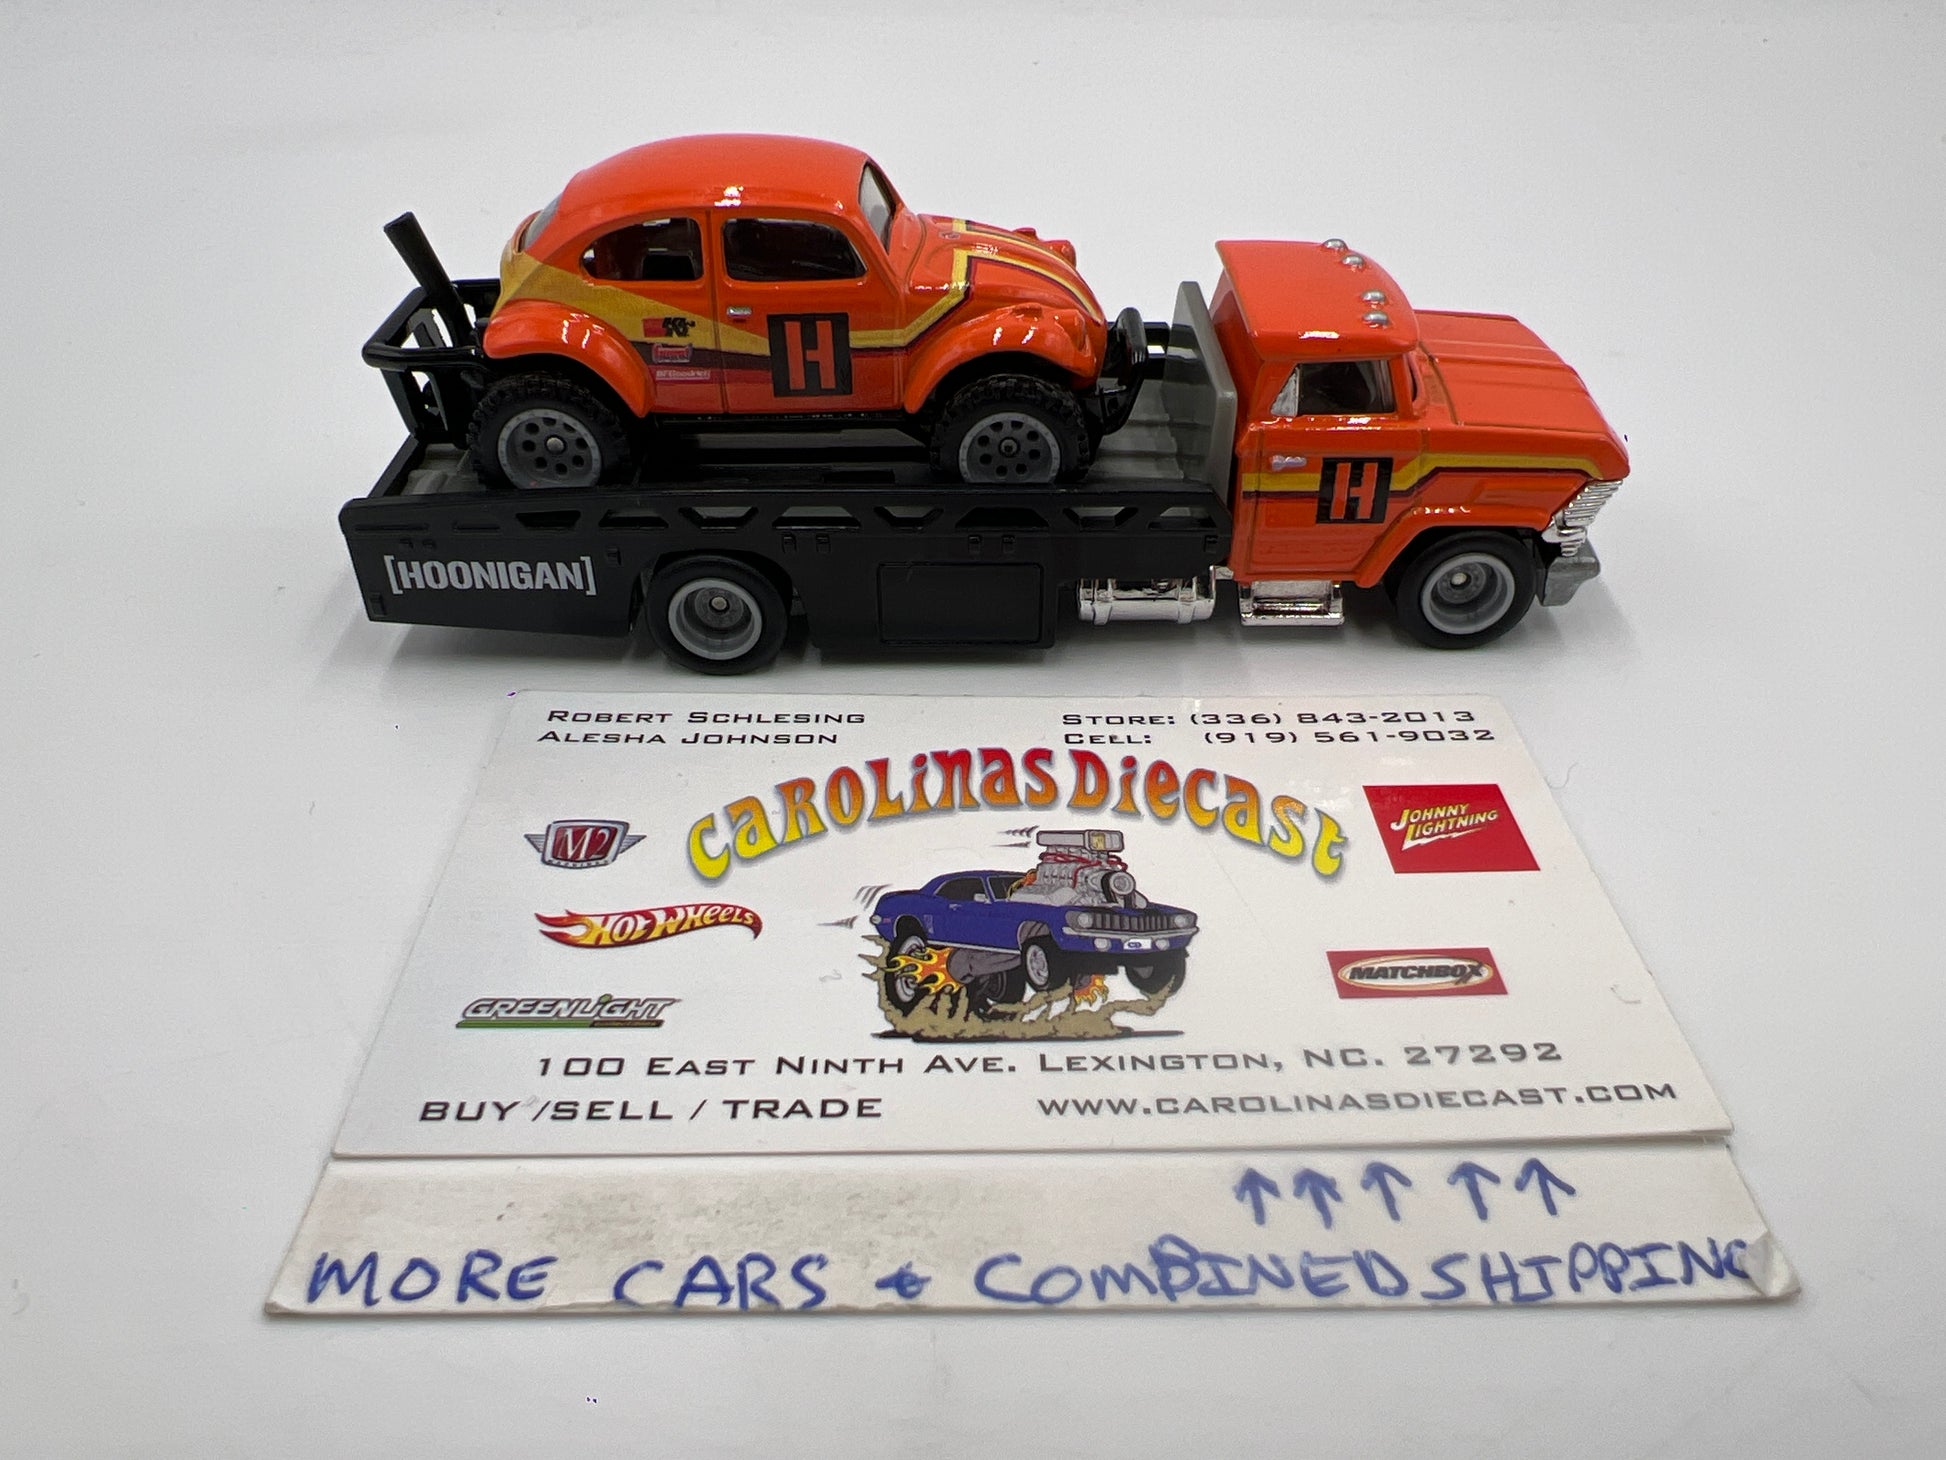 K&N
BFGoodrich
H
H
[HOONIGAN]
ROBERT SCHLESING
ALESHA JOHNSON
STORE: (336) 843-2013
CELL: (919) 561-9032
CAROLINAS DIECAST
M2
MACHINES
JOHNNY
LIGHTNING
HOT WHEELS
MATCHBOX
GREENLIGHT
100 EAST NINTH AVE. LEXINGTON, NC. 27292
BUY /SELL / TRADE
WWW.CAROLINASDIECAST.COM
↑↑↑ ↑↑
MORE CARS & COMBINED SHIPPING